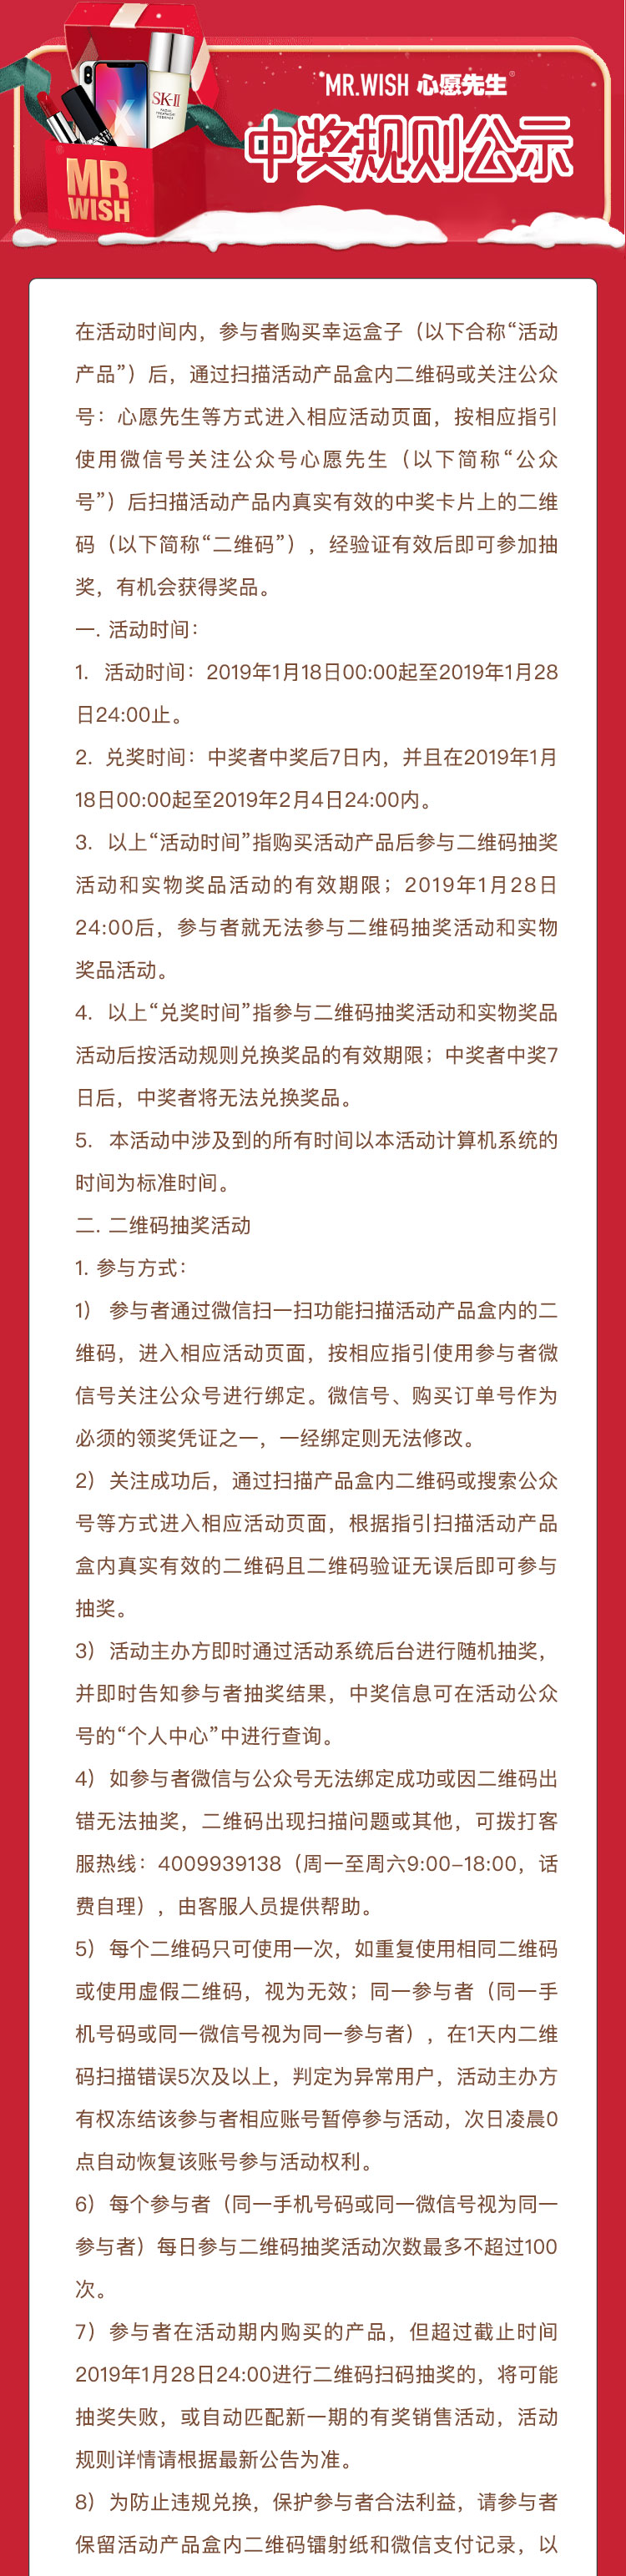 MR.WISH 心愿先生®
中奖规则公示
SK-II
FACIAL
TREATMENT
ESSENCE
X
MR
WISH
在活动时间内，参与者购买幸运盒子（以下合称“活动
产品”）后，通过扫描活动产品盒内二维码或关注公众
号：心愿先生等方式进入相应活动页面，按相应指引
使用微信号关注公众号心愿先生（以下简称“公众
号”）后扫描活动产品内真实有效的中奖卡片上的二维
码（以下简称“二维码”），经验证有效后即可参加抽
奖，有机会获得奖品。
一. 活动时间：
1. 活动时间：2019年1月18日00:00起至2019年1月28
日24:00止。
2. 兑奖时间：中奖者中奖后7日内，并且在2019年1月
18日00:00起至2019年2月4日24:00内。
3. 以上“活动时间”指购买活动产品后参与二维码抽奖
活动和实物奖品活动的有效期限；2019年1月28日
24:00后，参与者就无法参与二维码抽奖活动和实物
奖品活动。
4. 以上“兑奖时间”指参与二维码抽奖活动和实物奖品
活动后按活动规则兑换奖品的有效期限；中奖者中奖7
日后，中奖者将无法兑换奖品。
5. 本活动中涉及到的所有时间以本活动计算机系统的
时间为标准时间。
二. 二维码抽奖活动
1. 参与方式：
1） 参与者通过微信扫一扫功能扫描活动产品盒内的二
维码，进入相应活动页面，按相应指引使用参与者微
信号关注公众号进行绑定。微信号、购买订单号作为
必须的领奖凭证之一，一经绑定则无法修改。
2）关注成功后，通过扫描产品盒内二维码或搜索公众
号等方式进入相应活动页面，根据指引扫描活动产品
盒内真实有效的二维码且二维码验证无误后即可参与
抽奖。
3）活动主办方即时通过活动系统后台进行随机抽奖，
并即时告知参与者抽奖结果，中奖信息可在活动公众
号的“个人中心”中进行查询。
4）如参与者微信与公众号无法绑定成功或因二维码出
错无法抽奖，二维码出现扫描问题或其他，可拨打客
服热线：4009939138（周一至周六9:00-18:00，话
费自理），由客服人员提供帮助。
5）每个二维码只可使用一次，如重复使用相同二维码
或使用虚假二维码，视为无效；同一参与者（同一手
机号码或同一微信号视为同一参与者），在1天内二维
码扫描错误5次及以上，判定为异常用户，活动主办方
有权冻结该参与者相应账号暂停参与活动，次日凌晨0
点自动恢复该账号参与活动权利。
6）每个参与者（同一手机号码或同一微信号视为同一
参与者）每日参与二维码抽奖活动次数最多不超过100
次。
7）参与者在活动期内购买的产品，但超过截止时间
2019年1月28日24:00进行二维码扫码抽奖的，将可能
抽奖失败，或自动匹配新一期的有奖销售活动，活动
规则详情请根据最新公告为准。
8）为防止违规兑换，保护参与者合法利益，请参与者
保留活动产品盒内二维码镭射纸和微信支付记录，以